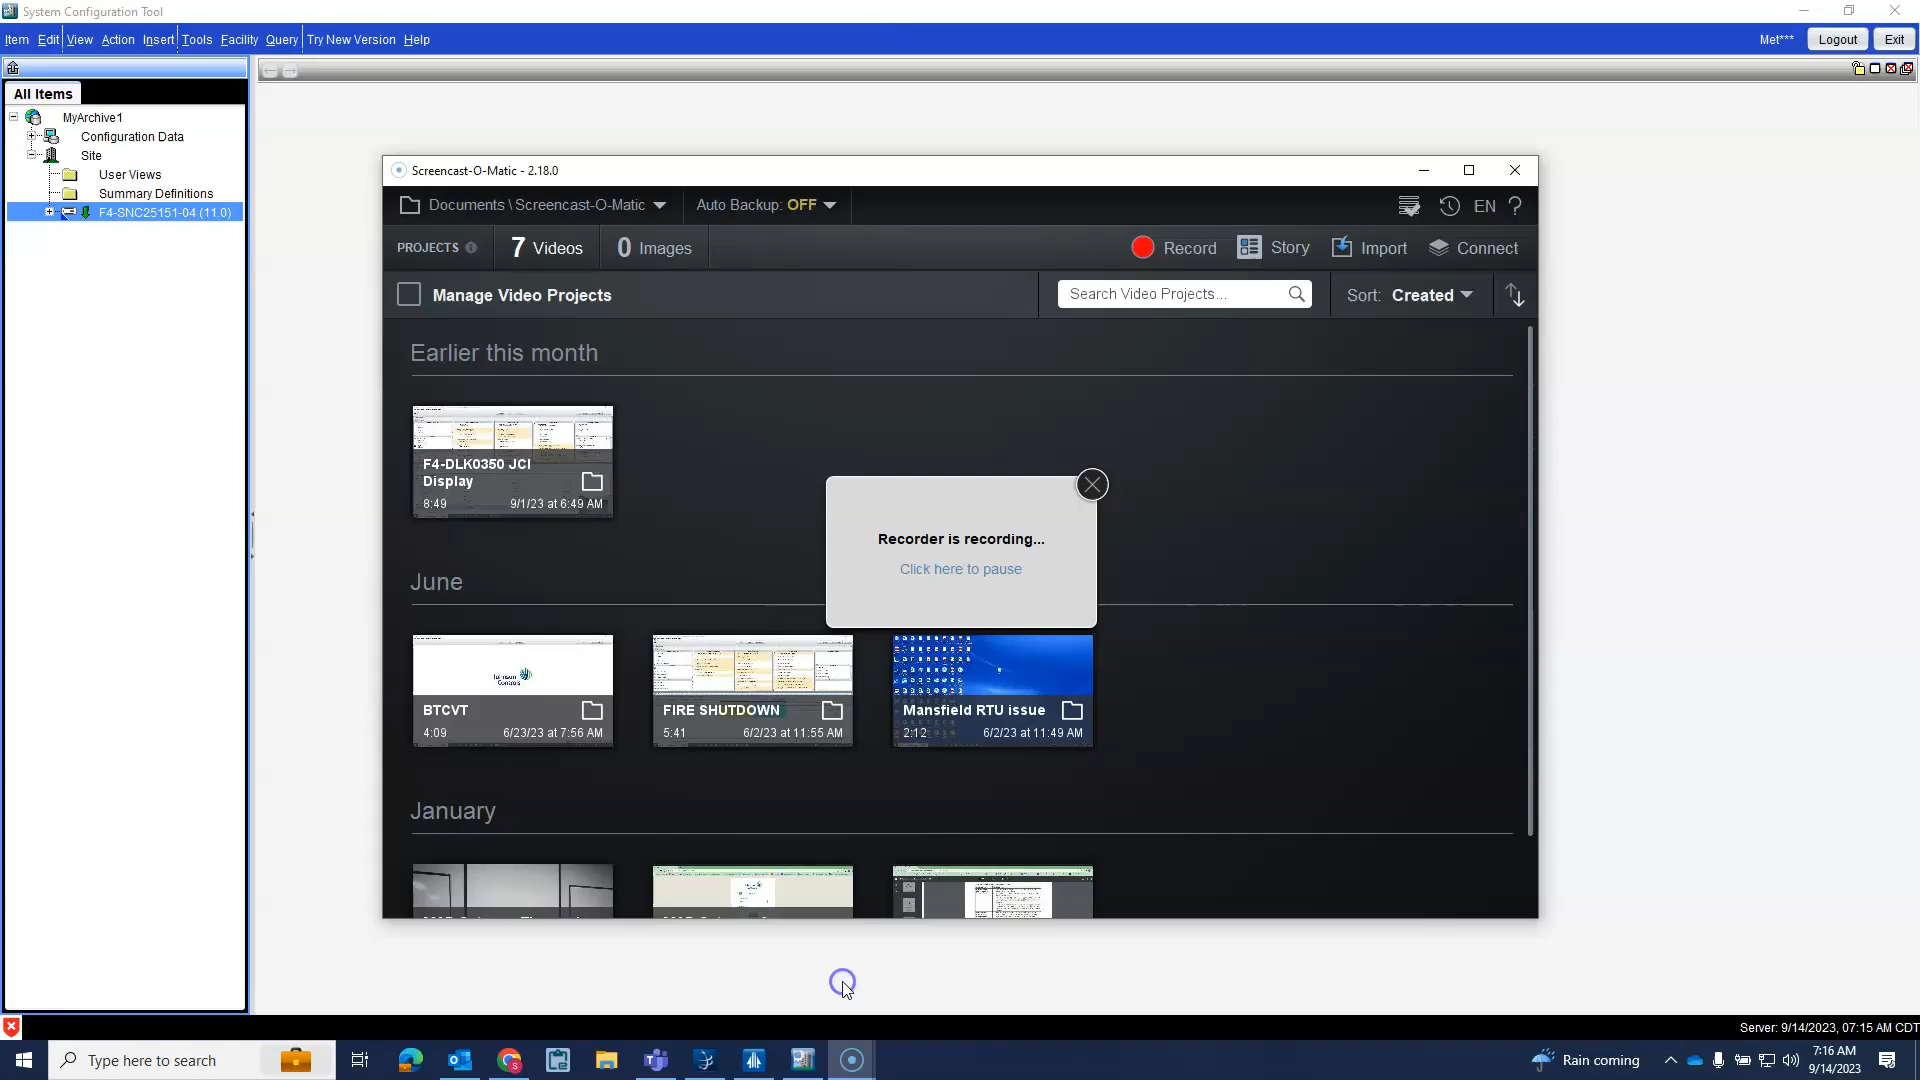 System Configuration Tool
Item Edit View Action Insert Tools Facility Query Try New Version Help
Met*** Logout Exit
All Items
MyArchive1
Configuration Data
Site
User Views
Summary Definitions
F4-SNC25151-04 (11.0)
Screencast-O-Matic - 2.18.0
Documents \ Screencast-O-Matic
Auto Backup: OFF
EN ?
PROJECTS
7 Videos
0 Images
Record
Story
Import
Connect
Manage Video Projects
Search Video Projects...
Sort: Created
Earlier this month
F4-DLK0350 JCI
Display
8:49 9/1/23 at 6:49 AM
Recorder is recording...
Click here to pause
June
Johnson
Controls
BTCVT
4:09 6/23/23 at 7:56 AM
FIRE SHUTDOWN
5:41 6/2/23 at 11:55 AM
Mansfield RTU issue
2:12 6/2/23 at 11:49 AM
January
Server: 9/14/2023, 07:15 AM CDT
Type here to search
Rain coming
7:16 AM
9/14/2023